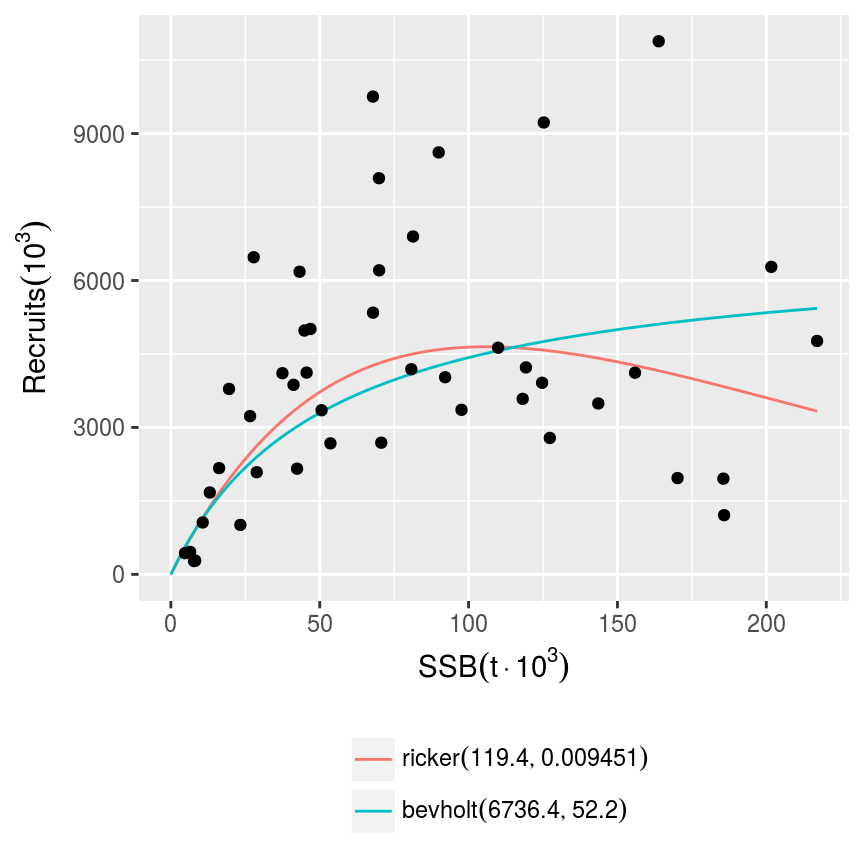 9000
6000
3000
0
Recruits(10³)
0 50 100 150 200
SSB(t · 10³)
ricker(119.4, 0.009451)
bevholt(6736.4, 52.2)